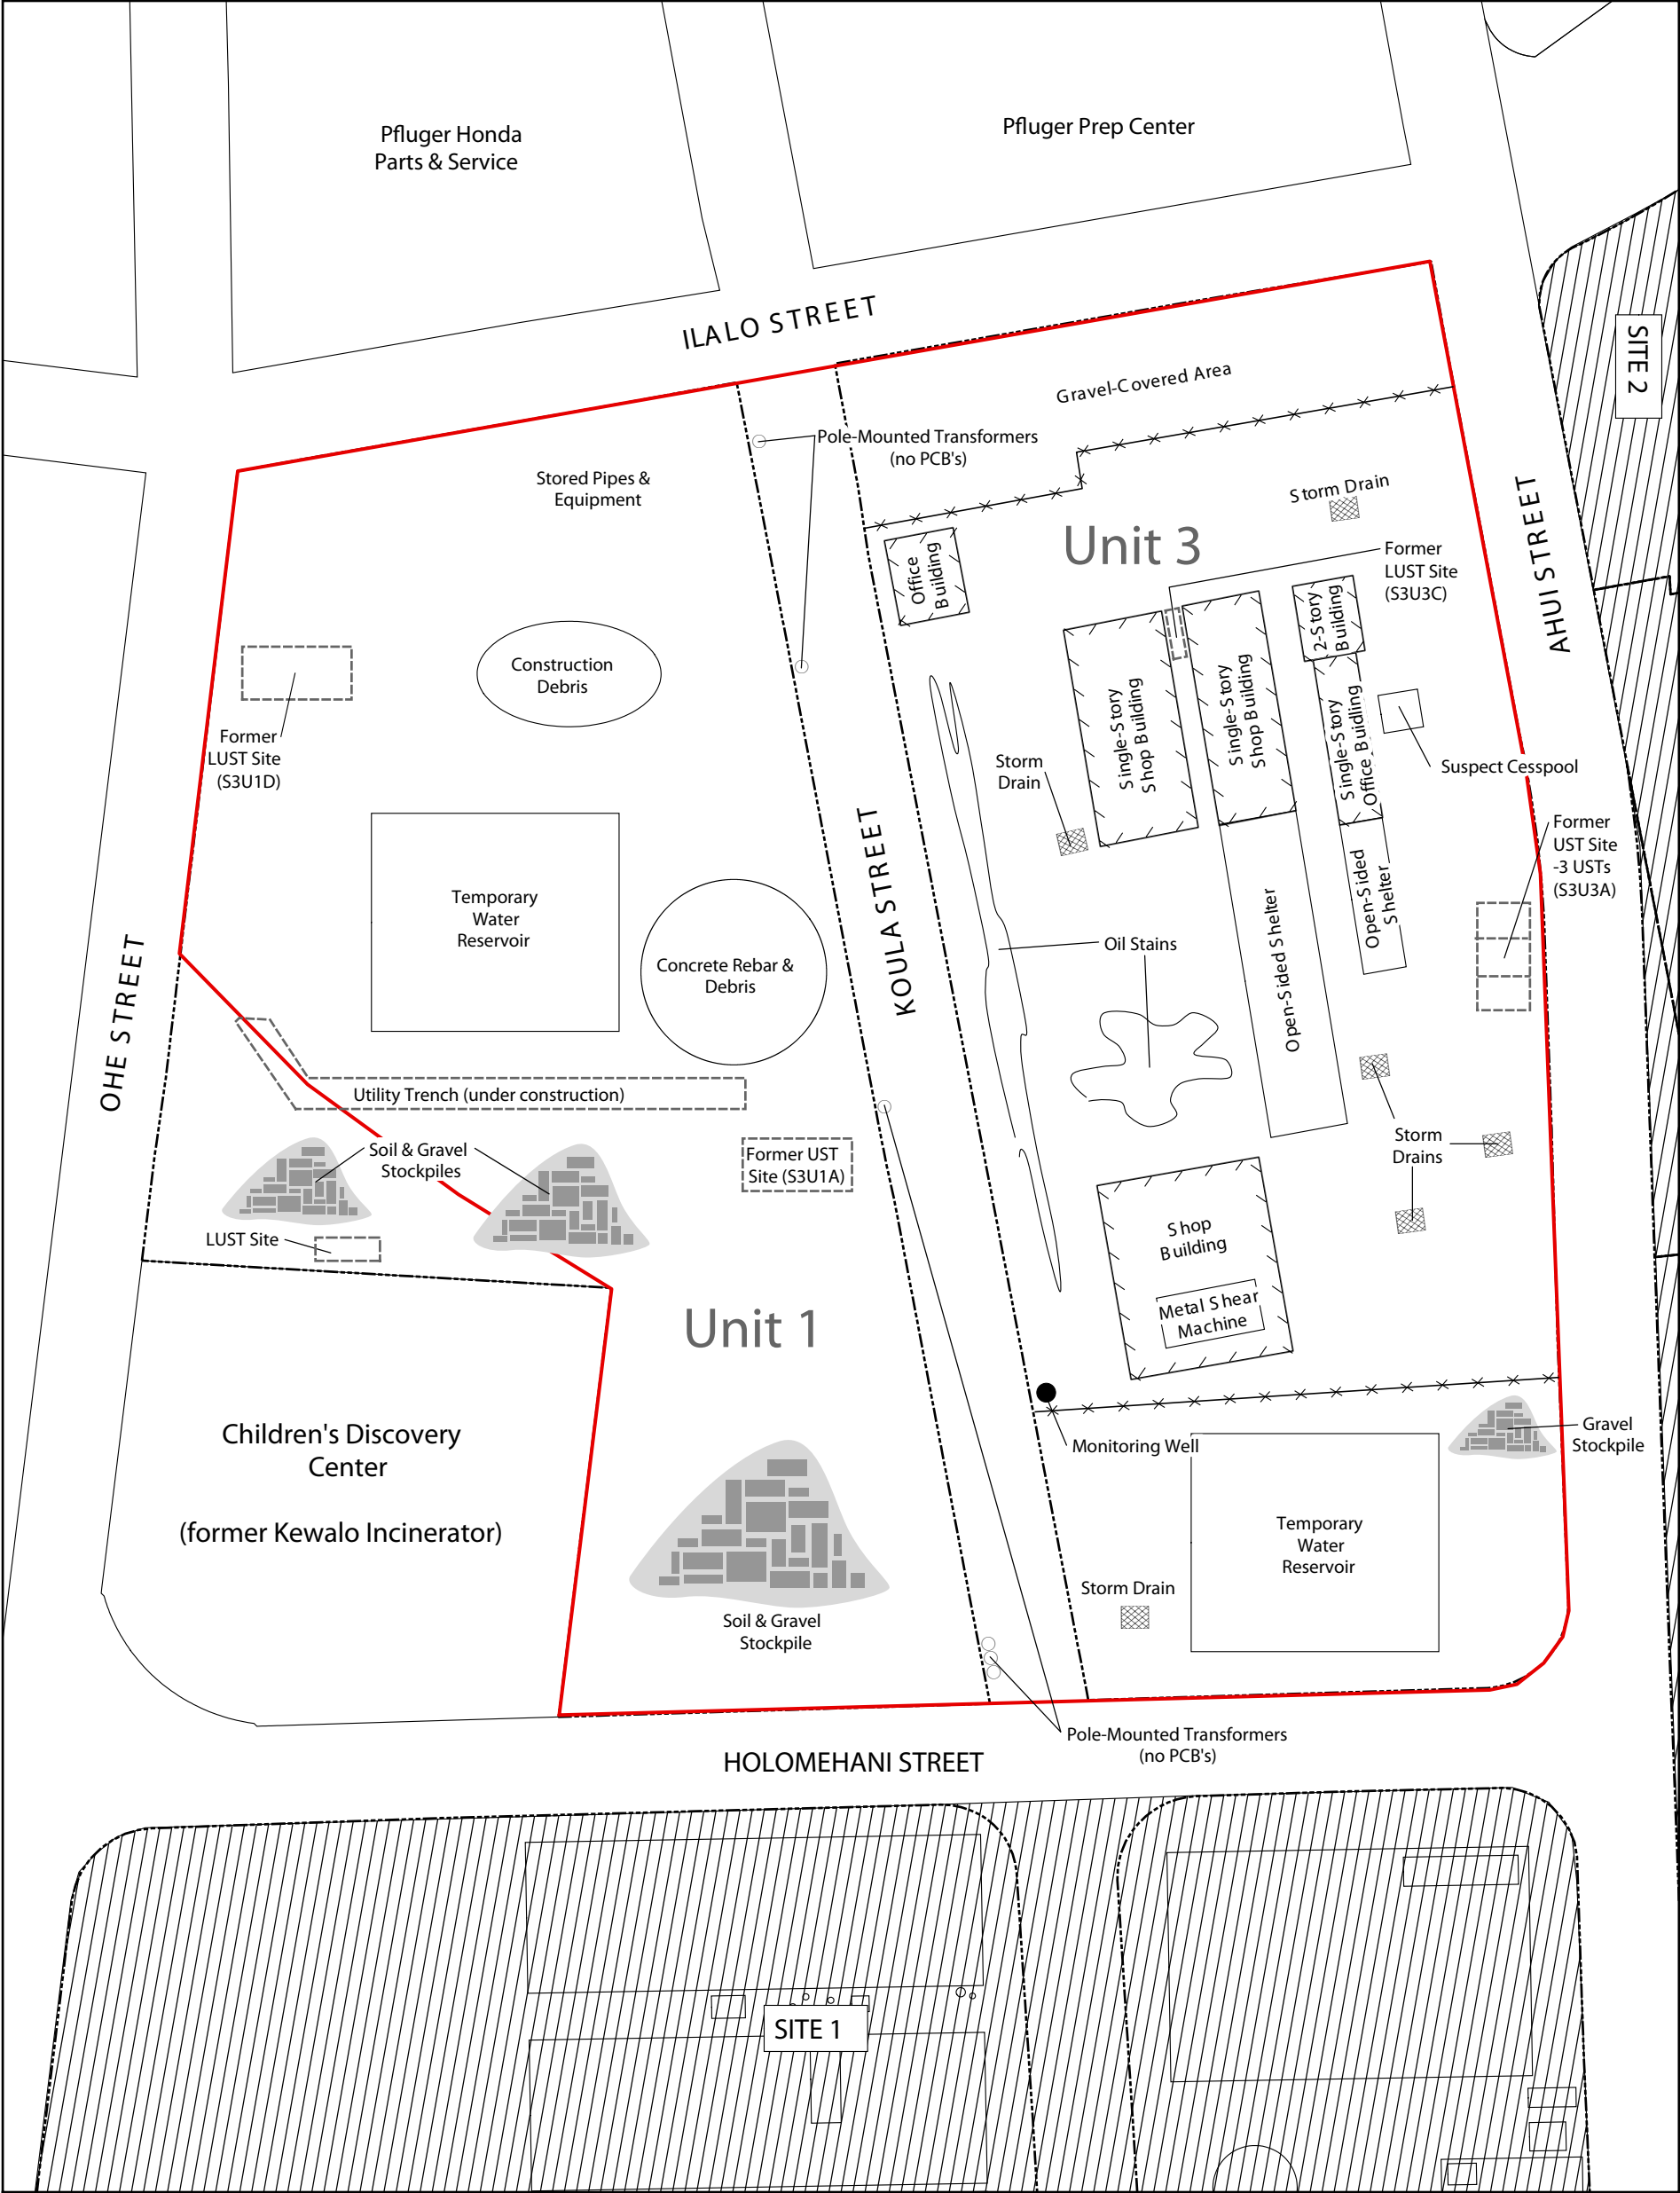 Pfluger Honda
Parts & Service
Pfluger Prep Center
ILALO STREET
SITE 2
Gravel-Covered Area
Pole-Mounted Transformers
(no PCB's)
Stored Pipes &
Equipment
Storm Drain
Unit 3
AHUI STREET
Office
Building
Former
LUST Site
(S3U3C)
2-Story
Building
Construction
Debris
Single-Story
Shop Building
Single-Story
Shop Building
Single-Story
Office Buidling
Former
LUST Site
(S3U1D)
Storm
Drain
Suspect Cesspool
Former
UST Site
-3 USTs
(S3U3A)
KOULA STREET
Temporary
Water
Reservoir
Open-Sided
Shelter
Open-Sided Shelter
Oil Stains
Concrete Rebar &
Debris
OHE STREET
Utility Trench (under construction)
Soil & Gravel
Stockpiles
Former UST
Site (S3U1A)
Storm
Drains
LUST Site
Shop
Building
Metal Shear
Machine
Unit 1
Children's Discovery
Center
(former Kewalo Incinerator)
Monitoring Well
Gravel
Stockpile
Temporary
Water
Reservoir
Storm Drain
Soil & Gravel
Stockpile
Pole-Mounted Transformers
(no PCB's)
HOLOMEHANI STREET
SITE 1